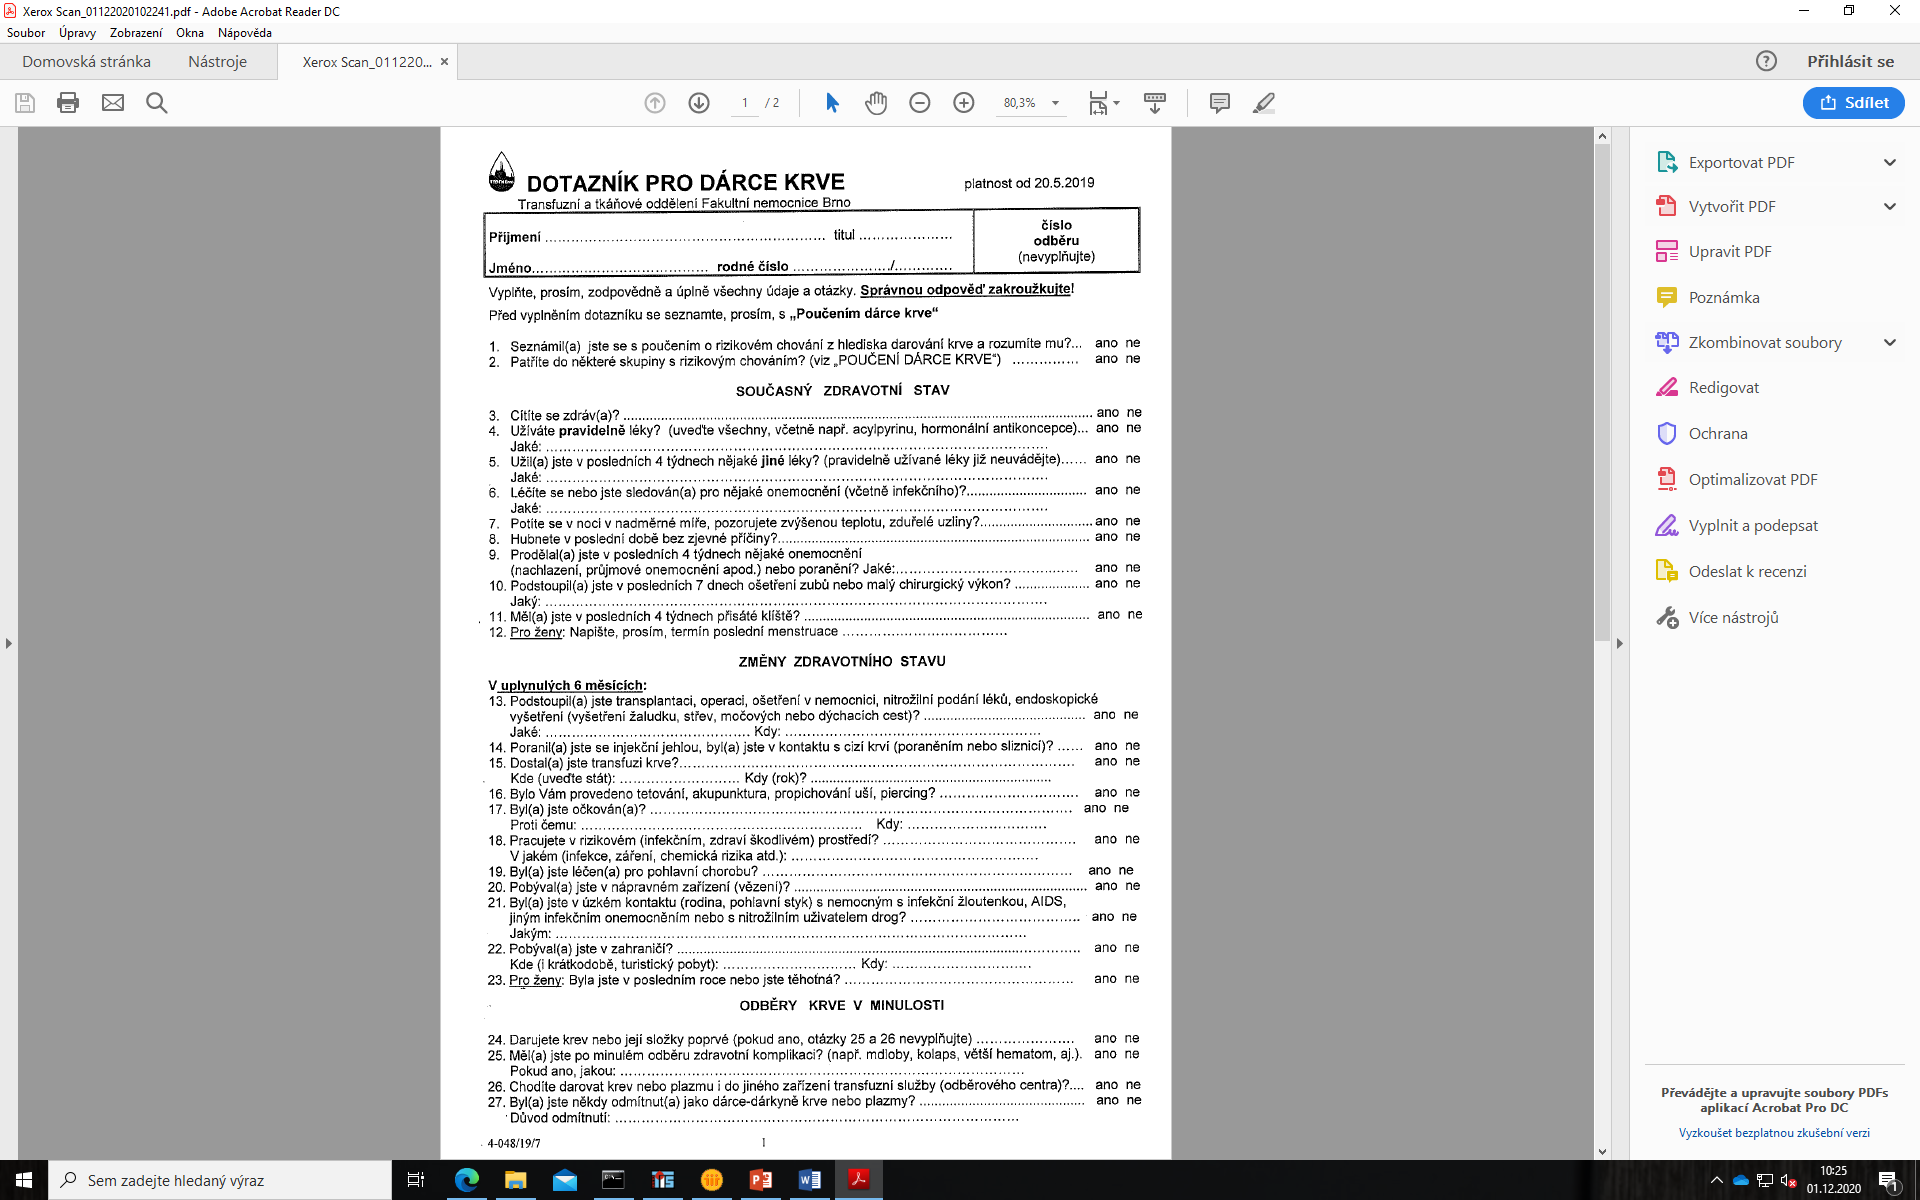 Xerox Scan_01122020102241.pdf - Adobe Acrobat Reader DC
Soubor Úpravy Zobrazení Okna Nápověda
Domovská stránka Nástroje Xerox Scan_011220... × Přihlásit se
1 / 2 80,3% Sdílet
DOTAZNÍK PRO DÁRCE KRVE platnost od 20.5.2019
Transfuzní a tkáňové oddělení Fakultní nemocnice Brno
Příjmení ........................ titul ....................
číslo
odběru
(nevyplňujte)
Jméno........................ rodné číslo ..................../.............
Vyplňte, prosím, zodpovědně a úplně všechny údaje a otázky. Správnou odpověď zakroužkujte!
Před vyplněním dotazníku se seznamte, prosím, s „Poučením dárce krve“
1. Seznámil(a) jste se s poučením o rizikovém chování z hlediska darování krve a rozumíte mu?... ano ne
2. Patříte do některé skupiny s rizikovým chováním? (viz „POUČENÍ DÁRCE KRVE“) ............... ano ne
SOUČASNÝ ZDRAVOTNÍ STAV
3. Cítíte se zdráv(a)? ........................ ano ne
4. Užíváte pravidelně léky? (uveďte všechny, včetně např. acylpyrinu, hormonální antikoncepce)... ano ne
Jaké: ........................
5. Užil(a) jste v posledních 4 týdnech nějaké jiné léky? (pravidelně užívané léky již neuvádějte)...... ano ne
Jaké: ........................
6. Léčíte se nebo jste sledován(a) pro nějaké onemocnění (včetně infekčního)?........................ ano ne
Jaké: ........................
7. Potíte se v noci v nadměrné míře, pozorujete zvýšenou teplotu, zduřelé uzliny?........................ ano ne
8. Hubnete v poslední době bez zjevné příčiny?........................ ano ne
9. Prodělal(a) jste v posledních 4 týdnech nějaké onemocnění
(nachlazení, průjmové onemocnění apod.) nebo poranění? Jaké:........................ ano ne
10. Podstoupil(a) jste v posledních 7 dnech ošetření zubů nebo malý chirurgický výkon? .................... ano ne
Jaký: ........................
11. Měl(a) jste v posledních 4 týdnech přisáté klíště? ........................ ano ne
12. Pro ženy: Napište, prosím, termín poslední menstruace ........................
ZMĚNY ZDRAVOTNÍHO STAVU
V uplynulých 6 měsících:
13. Podstoupil(a) jste transplantaci, operaci, ošetření v nemocnici, nitrožilní podání léků, endoskopické
vyšetření (vyšetření žaludku, střev, močových nebo dýchacích cest)? ........................ ano ne
Jaké: ........................ Kdy: ........................
14. Poranil(a) jste se injekční jehlou, byl(a) jste v kontaktu s cizí krví (poraněním nebo sliznicí)? ...... ano ne
15. Dostal(a) jste transfuzi krve?........................ ano ne
Kde (uveďte stát): ........................ Kdy (rok)? ........................
16. Bylo Vám provedeno tetování, akupunktura, propichování uší, piercing? ........................ ano ne
17. Byl(a) jste očkován(a)? ........................ ano ne
Proti čemu: ........................ Kdy: ........................
18. Pracujete v rizikovém (infekčním, zdraví škodlivém) prostředí? ........................ ano ne
V jakém (infekce, záření, chemická rizika atd.): ........................
19. Byl(a) jste léčen(a) pro pohlavní chorobu? ........................ ano ne
20. Pobýval(a) jste v nápravném zařízení (vězení)? ........................ ano ne
21. Byl(a) jste v úzkém kontaktu (rodina, pohlavní styk) s nemocným s infekční žloutenkou, AIDS,
jiným infekčním onemocněním nebo s nitrožilním uživatelem drog? ........................ ano ne
Jakým: ........................
22. Pobýval(a) jste v zahraničí? ........................ ano ne
Kde (i krátkodobě, turistický pobyt): ........................ Kdy: ........................
23. Pro ženy: Byla jste v posledním roce nebo jste těhotná? ........................ ano ne
ODBĚRY KRVE V MINULOSTI
24. Darujete krev nebo její složky poprvé (pokud ano, otázky 25 a 26 nevyplňujte) .................... ano ne
25. Měl(a) jste po minulém odběru zdravotní komplikaci? (např. mdloby, kolaps, větší hematom, aj.). ano ne
Pokud ano, jakou: ........................
26. Chodíte darovat krev nebo plazmu i do jiného zařízení transfuzní služby (odběrového centra)?.... ano ne
27. Byl(a) jste někdy odmítnut(a) jako dárce-dárkyně krve nebo plazmy? ........................ ano ne
Důvod odmítnutí: ........................
4-048/19/7 1
Exportovat PDF
Vytvořit PDF
Upravit PDF
Poznámka
Zkombinovat soubory
Redigovat
Ochrana
Optimalizovat PDF
Vyplnit a podepsat
Odeslat k recenzi
Více nástrojů
Převádějte a upravujte soubory PDFs
aplikací Acrobat Pro DC
Vyzkoušet bezplatnou zkušební verzi
Sem zadejte hledaný výraz
10:25
01.12.2020
1